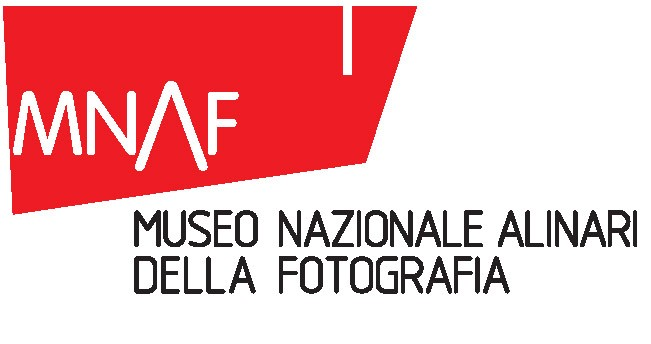 MNAF
MUSEO NAZIONALE ALINARI
DELLA FOTOGRAFIA